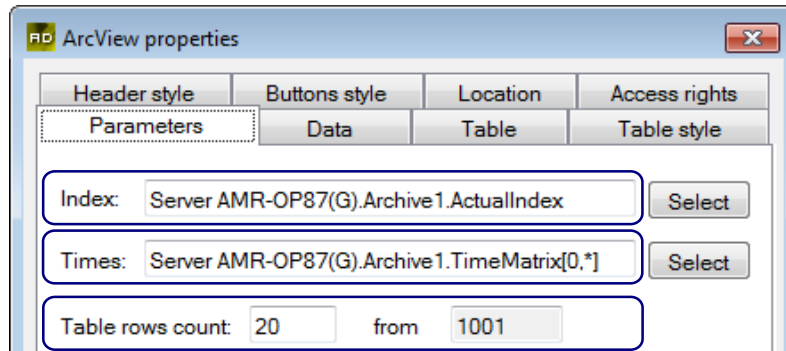 RD ArcView properties
Header style Buttons style Location Access rights
Parameters Data Table Table style
Index: Server AMR-OP87(G).Archive1.ActualIndex Select
Times: Server AMR-OP87(G).Archive1.TimeMatrix[0,*] Select
Table rows count: 20 from 1001